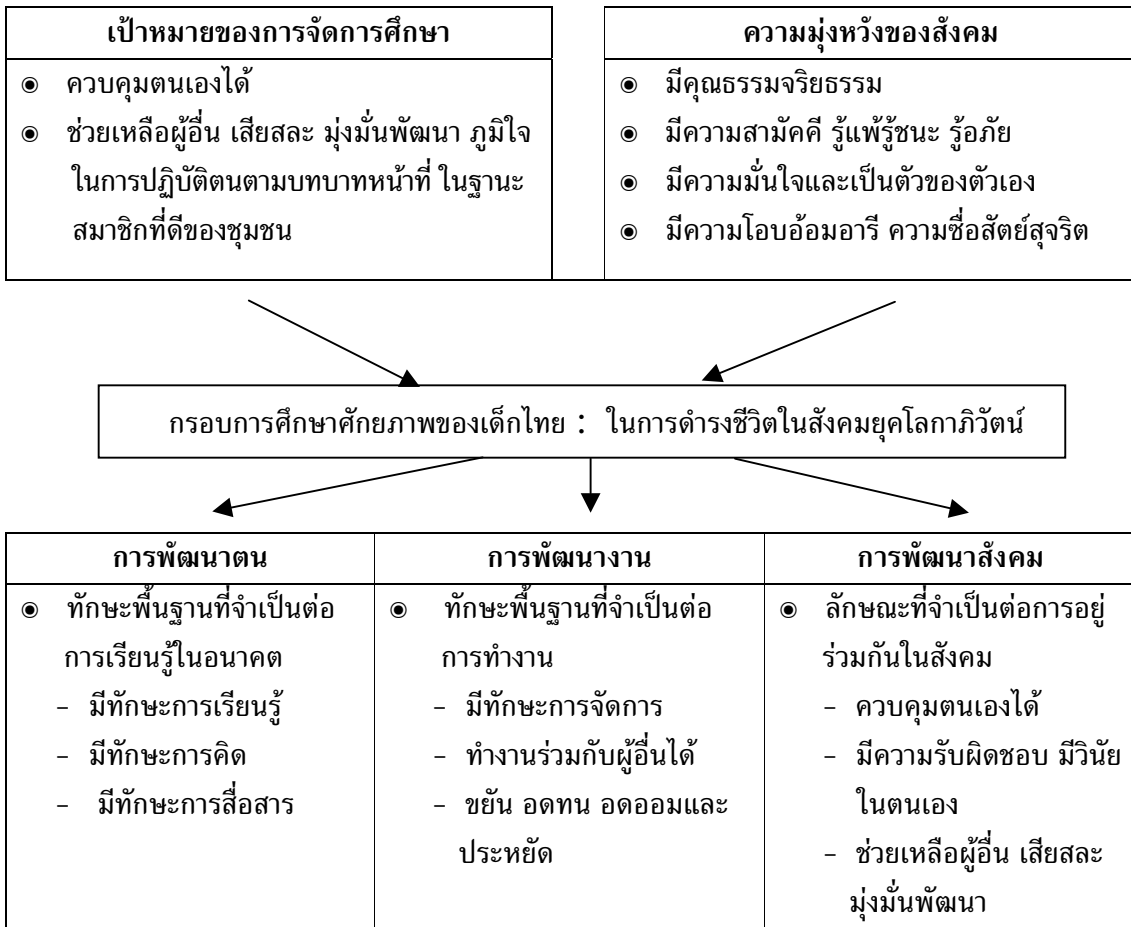 เป้าหมายของการจัดการศึกษา
◉ ควบคุมตนเองได้
◉ ช่วยเหลือผู้อื่น เสียสละ มุ่งมั่นพัฒนา ภูมิใจ
ในการปฏิบัติตนตามบทบาทหน้าที่ ในฐานะ
สมาชิกที่ดีของชุมชน
ความมุ่งหวังของสังคม
◉ มีคุณธรรมจริยธรรม
◉ มีความสามัคคี รู้แพ้รู้ชนะ รู้อภัย
◉ มีความมั่นใจและเป็นตัวของตัวเอง
◉ มีความโอบอ้อมอารี ความซื่อสัตย์สุจริต
กรอบการศึกษาศักยภาพของเด็กไทย : ในการดำรงชีวิตในสังคมยุคโลกาภิวัตน์
การพัฒนาตน
◉ ทักษะพื้นฐานที่จำเป็นต่อ
การเรียนรู้ในอนาคต
- มีทักษะการเรียนรู้
- มีทักษะการคิด
- มีทักษะการสื่อสาร
การพัฒนางาน
◉ ทักษะพื้นฐานที่จำเป็นต่อ
การทำงาน
- มีทักษะการจัดการ
- ทำงานร่วมกับผู้อื่นได้
- ขยัน อดทน อดออมและ
ประหยัด
การพัฒนาสังคม
◉ ลักษณะที่จำเป็นต่อการอยู่
ร่วมกันในสังคม
- ควบคุมตนเองได้
- มีความรับผิดชอบ มีวินัย
ในตนเอง
- ช่วยเหลือผู้อื่น เสียสละ
มุ่งมั่นพัฒนา